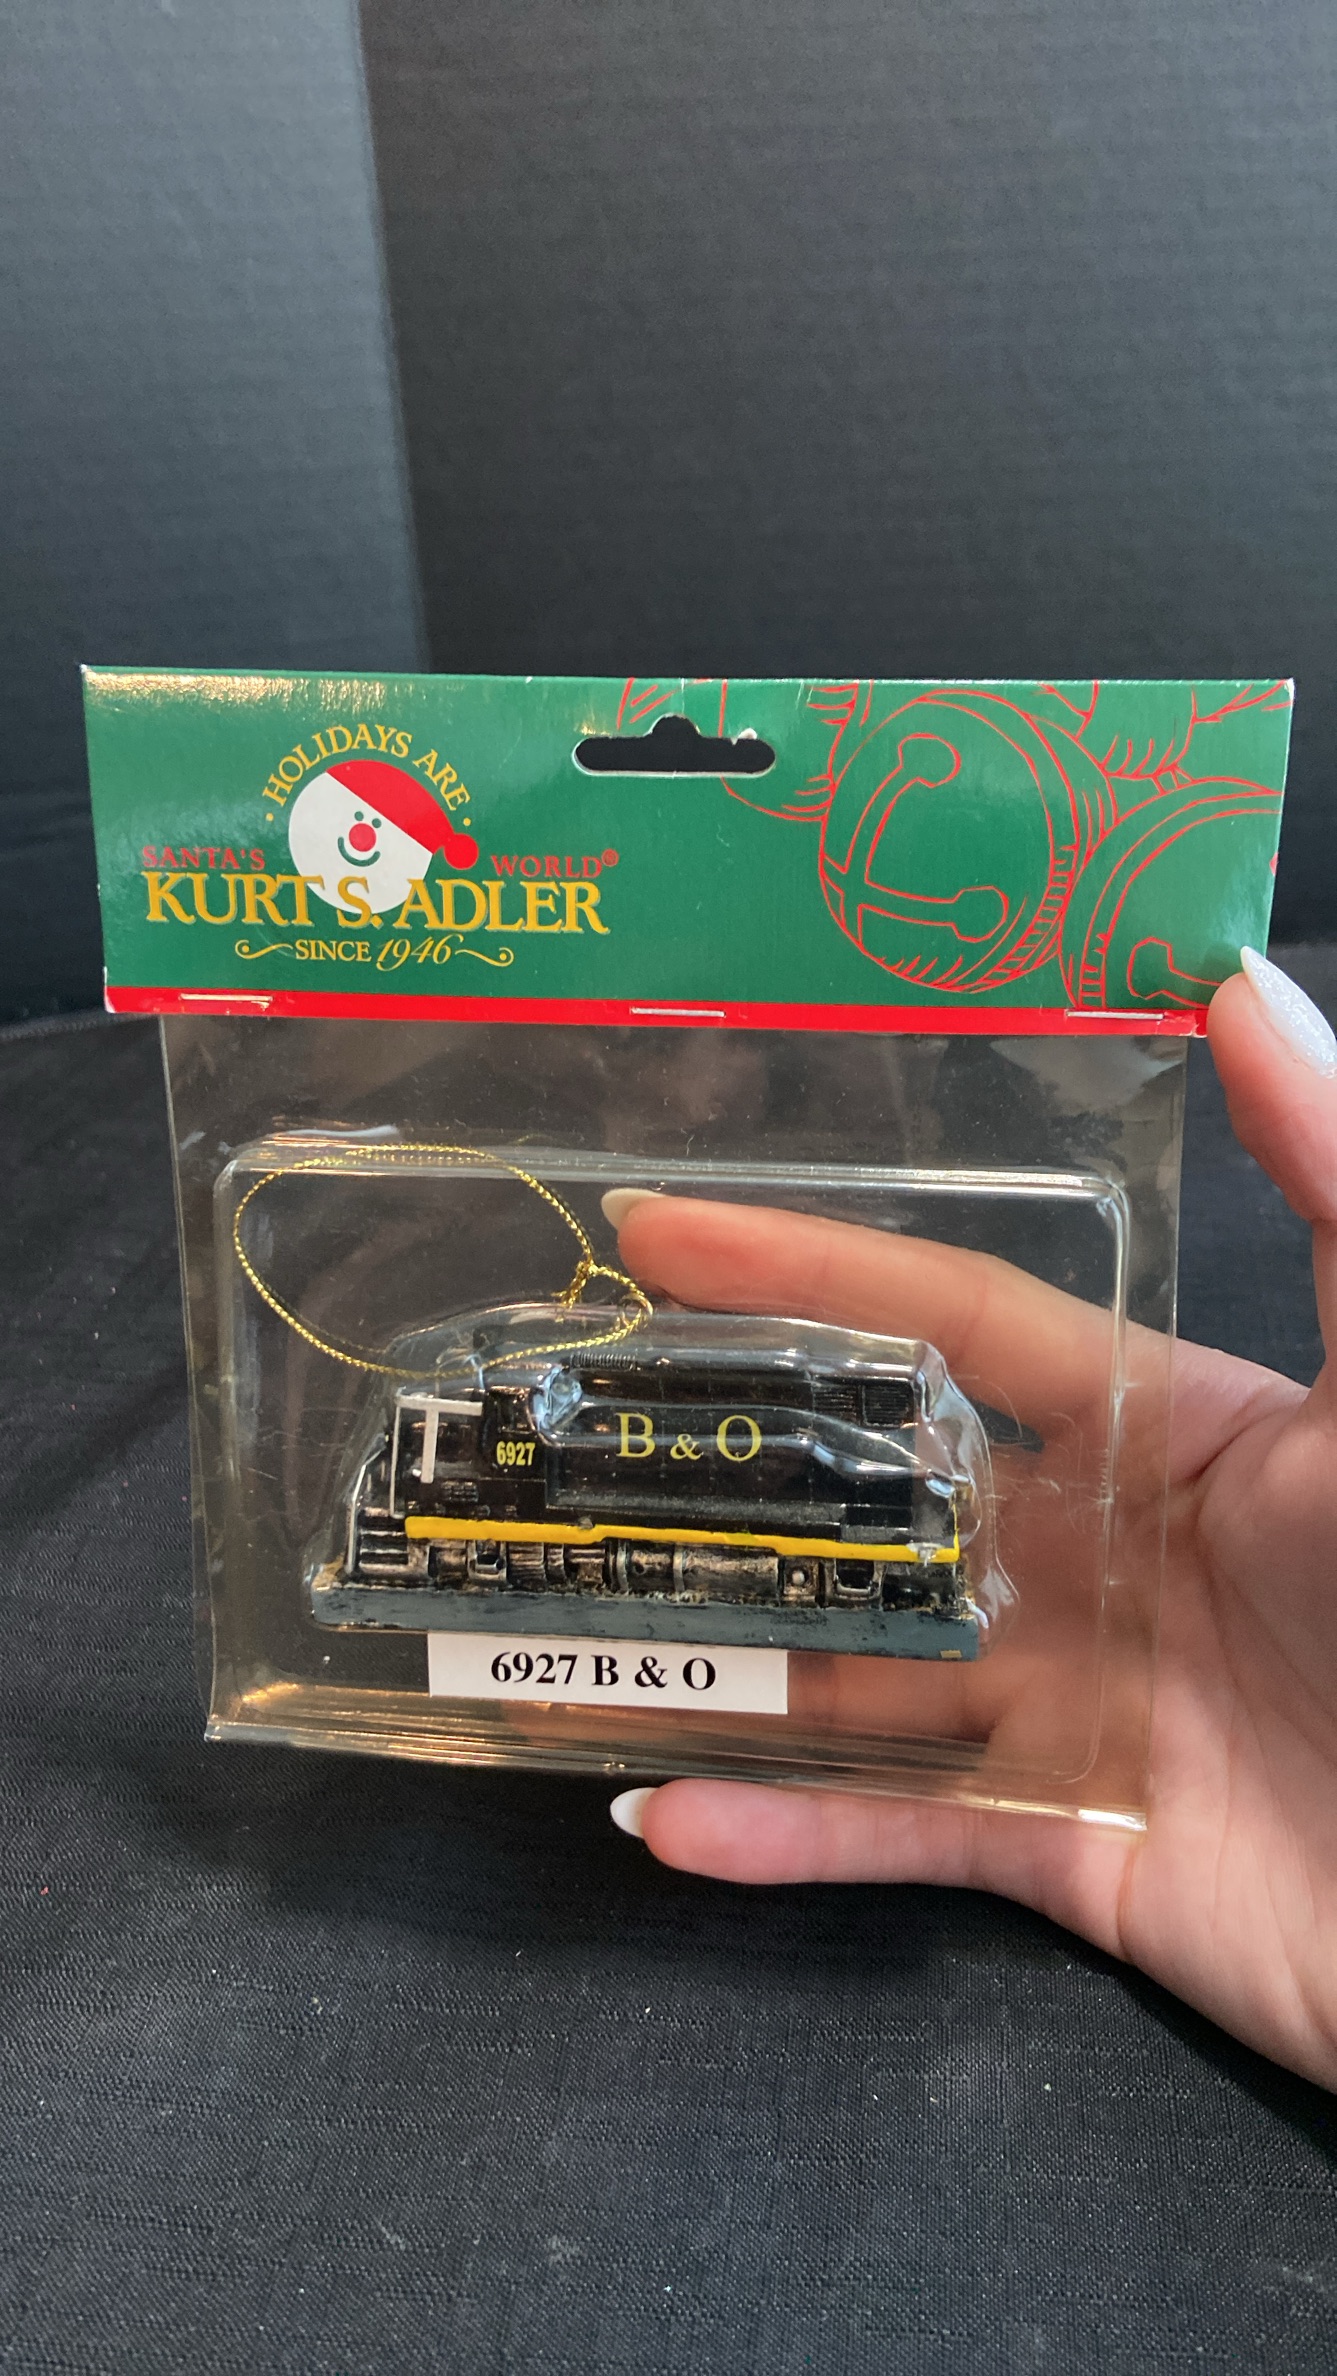 HOLIDAYS ARE
SANTA'S WORLD®
KURT S. ADLER
SINCE 1946
6927
B & O
6927 B & O